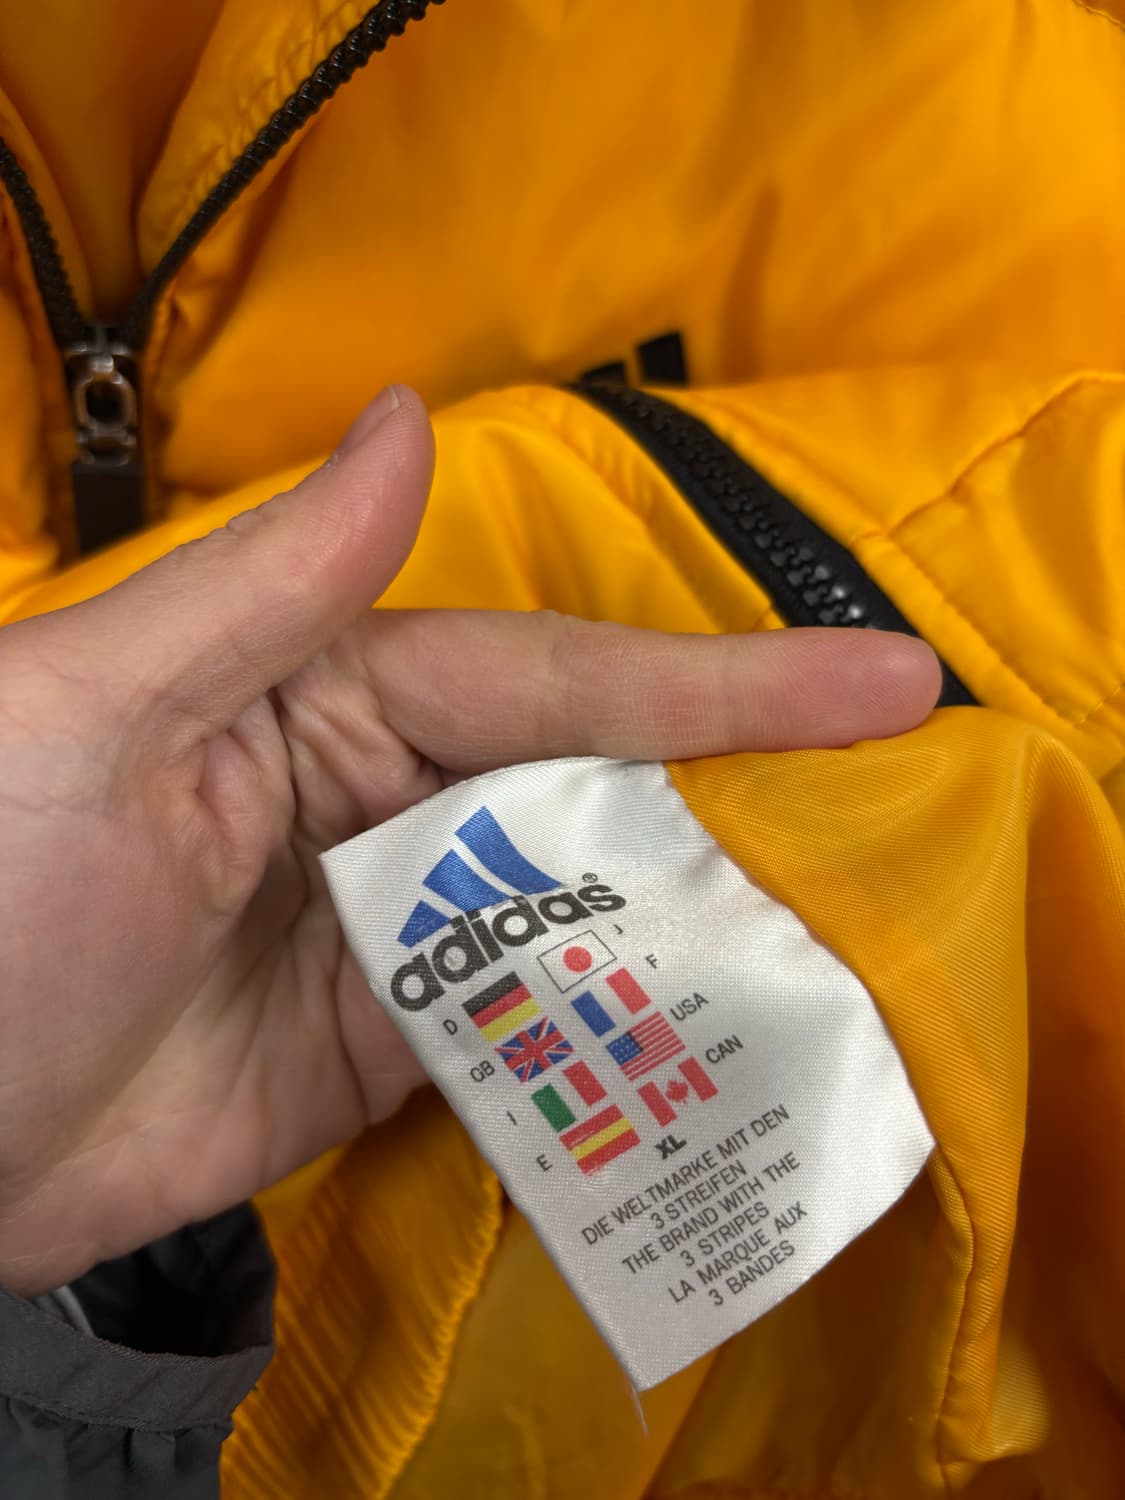 adidas®
J
D
F
GB
USA
I
CAN
E
XL
DIE WELTMARKE MIT DEN
3 STREIFEN
THE BRAND WITH THE
3 STRIPES
LA MARQUE AUX
3 BANDES